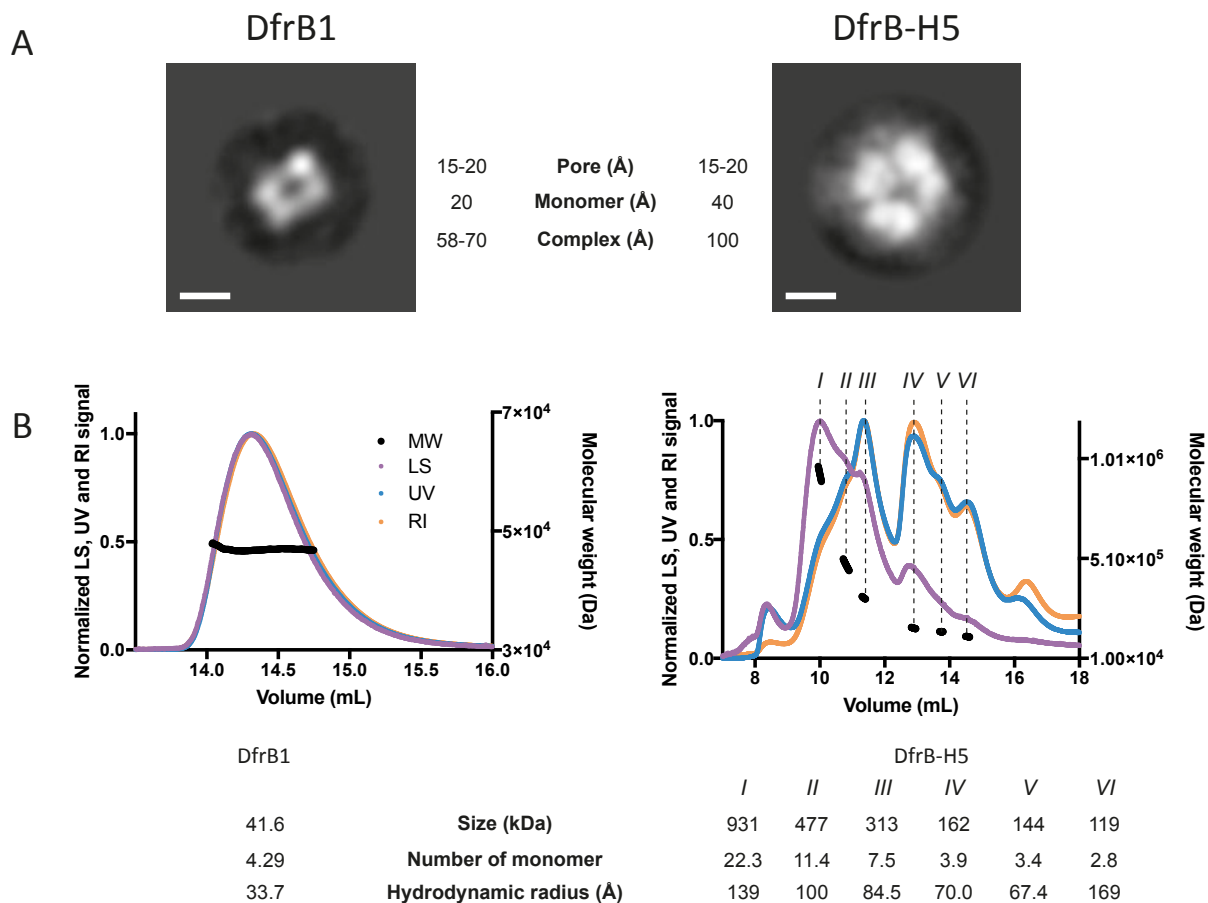 A
DfrB1
DfrB-H5
15-20 Pore (Å) 15-20
20 Monomer (Å) 40
58-70 Complex (Å) 100
B
Normalized LS, UV and RI signal
1.0
0.5
0.0
14.0 14.5 15.0 15.5 16.0
Volume (mL)
7×10⁴
5×10⁴
3×10⁴
Molecular weight (Da)
MW
LS
UV
RI
I II III IV V VI
Normalized LS, UV and RI signal
1.0
0.5
0.0
8 10 12 14 16 18
Volume (mL)
1.01×10⁶
5.10×10⁵
1.00×10⁴
Molecular weight (Da)
DfrB1
DfrB-H5
I II III IV V VI
41.6 Size (kDa) 931 477 313 162 144 119
4.29 Number of monomer 22.3 11.4 7.5 3.9 3.4 2.8
33.7 Hydrodynamic radius (Å) 139 100 84.5 70.0 67.4 169